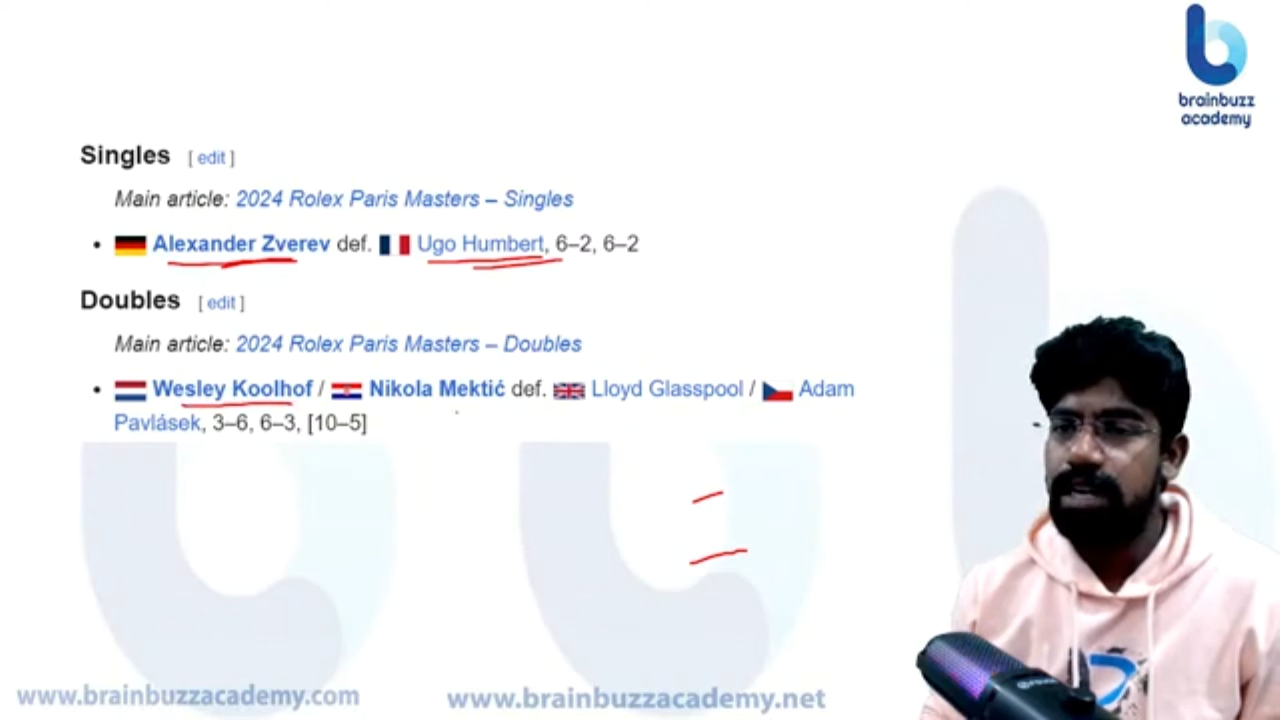 brainbuzz
academy
Singles [ edit ]
Main article: 2024 Rolex Paris Masters – Singles
• Alexander Zverev def. Ugo Humbert, 6–2, 6–2
Doubles [ edit ]
Main article: 2024 Rolex Paris Masters – Doubles
• Wesley Koolhof / Nikola Mektić def. Lloyd Glasspool / Adam
Pavlásek, 3–6, 6–3, [10–5]
www.brainbuzzacademy.com
www.brainbuzzacademy.net